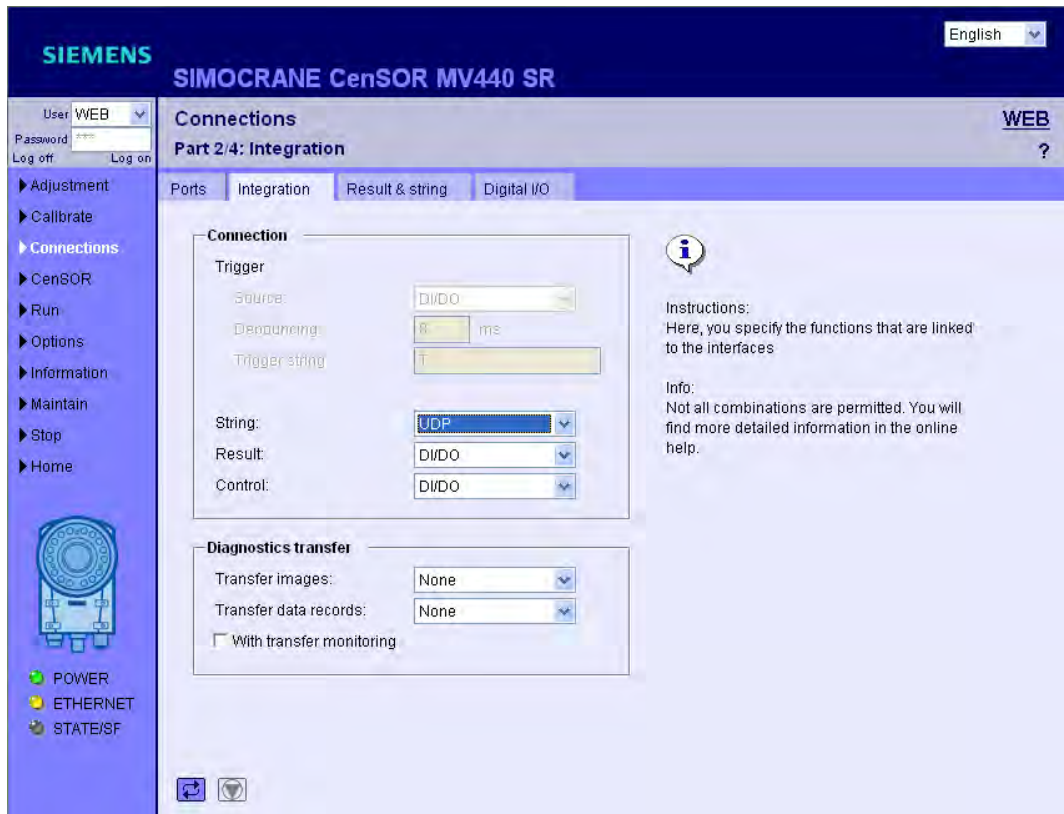 SIEMENS
SIMOCRANE CenSOR MV440 SR
English
User WEB
Password ***
Log off Log on
Adjustment
Calibrate
Connections
CenSOR
Run
Options
Information
Maintain
Stop
Home
POWER
ETHERNET
STATE/SF
Connections
Part 2/4: Integration
WEB
?
Ports Integration Result & string Digital I/O
Connection
Trigger
Source: DI/DO
Debouncing: 8 ms
Trigger string T
String: UDP
Result: DI/DO
Control: DI/DO
Diagnostics transfer
Transfer images: None
Transfer data records: None
With transfer monitoring
i
Instructions:
Here, you specify the functions that are linked
to the interfaces
Info:
Not all combinations are permitted. You will
find more detailed information in the online
help.